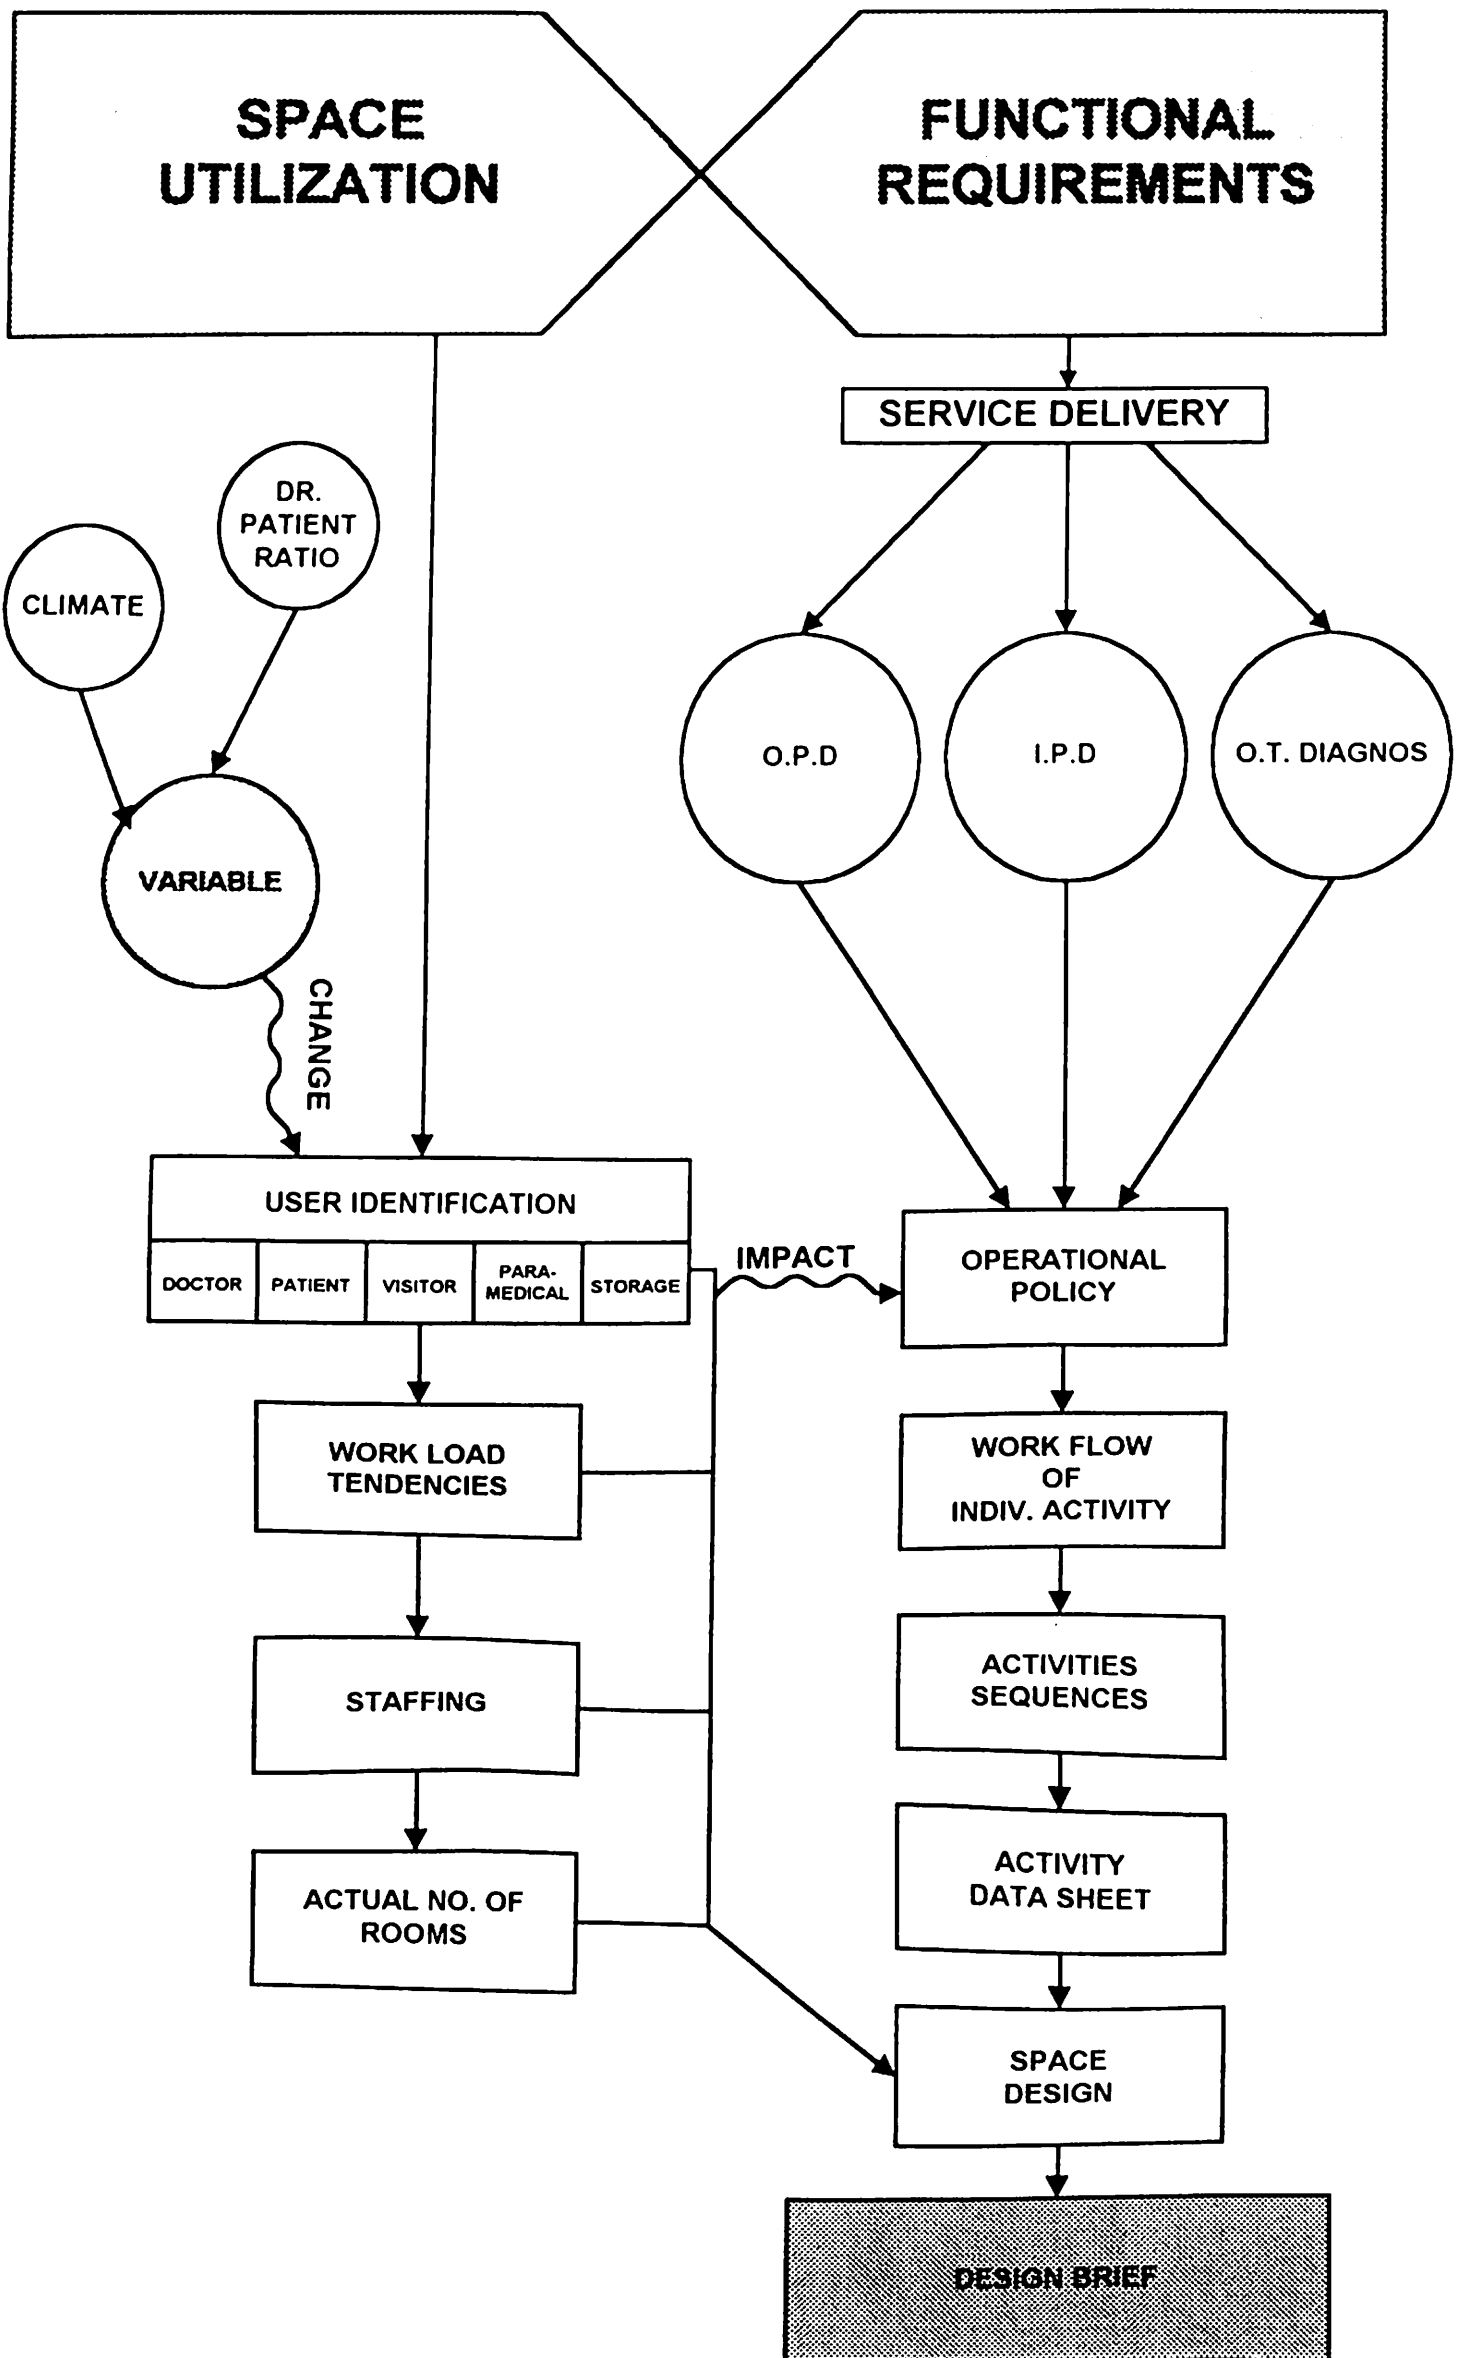 SPACE
UTILIZATION
FUNCTIONAL
REQUIREMENTS
SERVICE DELIVERY
DR.
PATIENT
RATIO
CLIMATE
VARIABLE
O.P.D
I.P.D
O.T. DIAGNOS
CHANGE
USER IDENTIFICATION
DOCTOR
PATIENT
VISITOR
PARA-
MEDICAL
STORAGE
IMPACT
OPERATIONAL
POLICY
WORK LOAD
TENDENCIES
WORK FLOW
OF
INDIV. ACTIVITY
STAFFING
ACTIVITIES
SEQUENCES
ACTUAL NO. OF
ROOMS
ACTIVITY
DATA SHEET
SPACE
DESIGN
DESIGN BRIEF